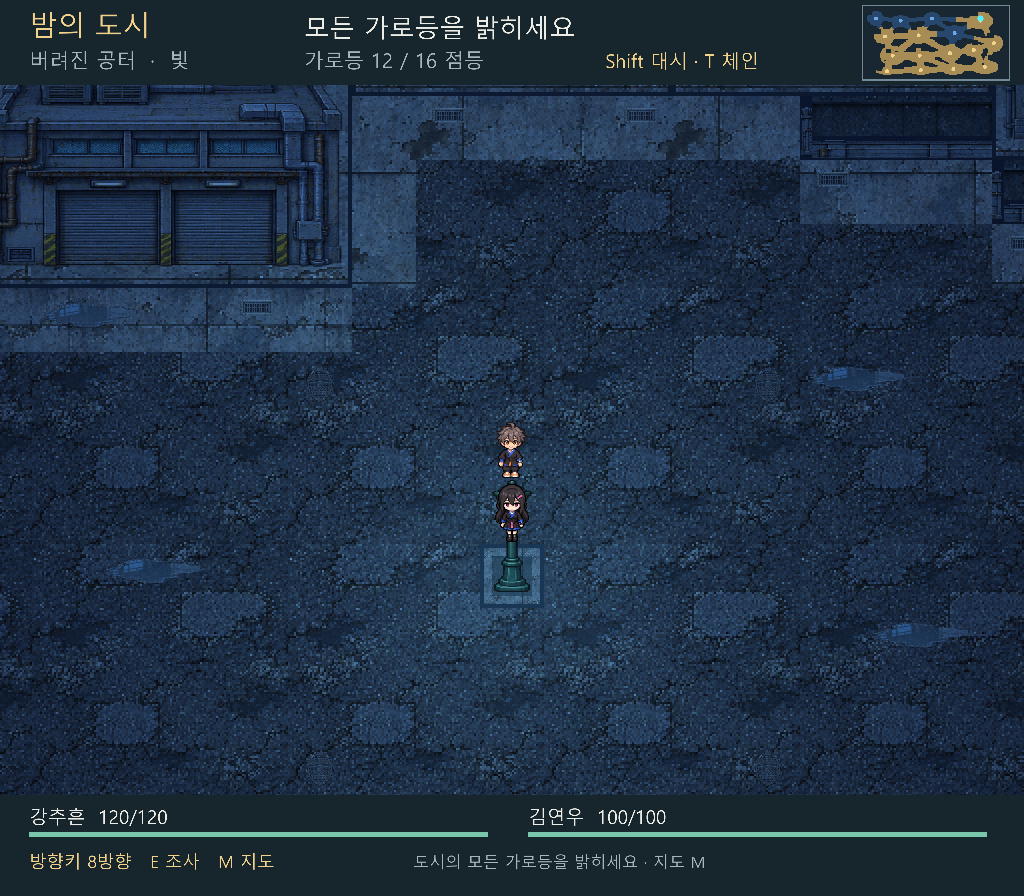 밤의 도시
모든 가로등을 밝히세요
버려진 공터 · 빛
가로등 12 / 16 점등
Shift 대시 · T 체인
강추흔 120/120
김연우 100/100
방향키 8방향 E 조사 M 지도
도시의 모든 가로등을 밝히세요 · 지도 M